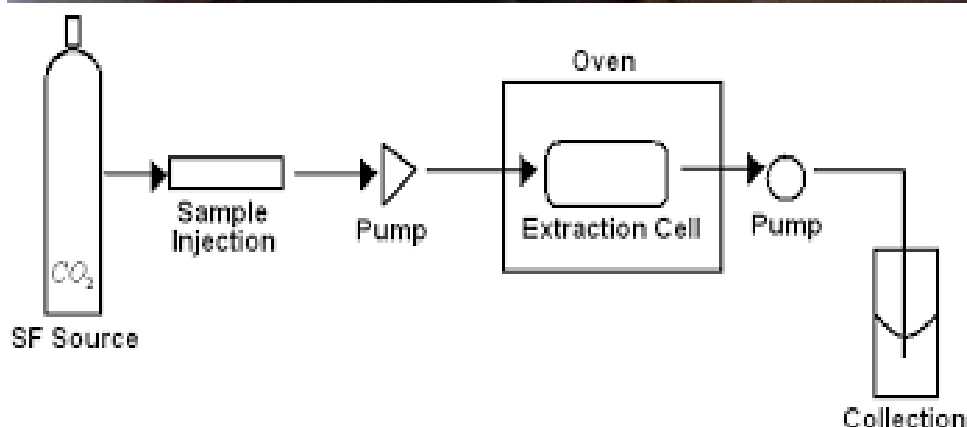 Oven
Sample
Injection
Pump
Extraction Cell
Pump
CO₂
SF Source
Collection